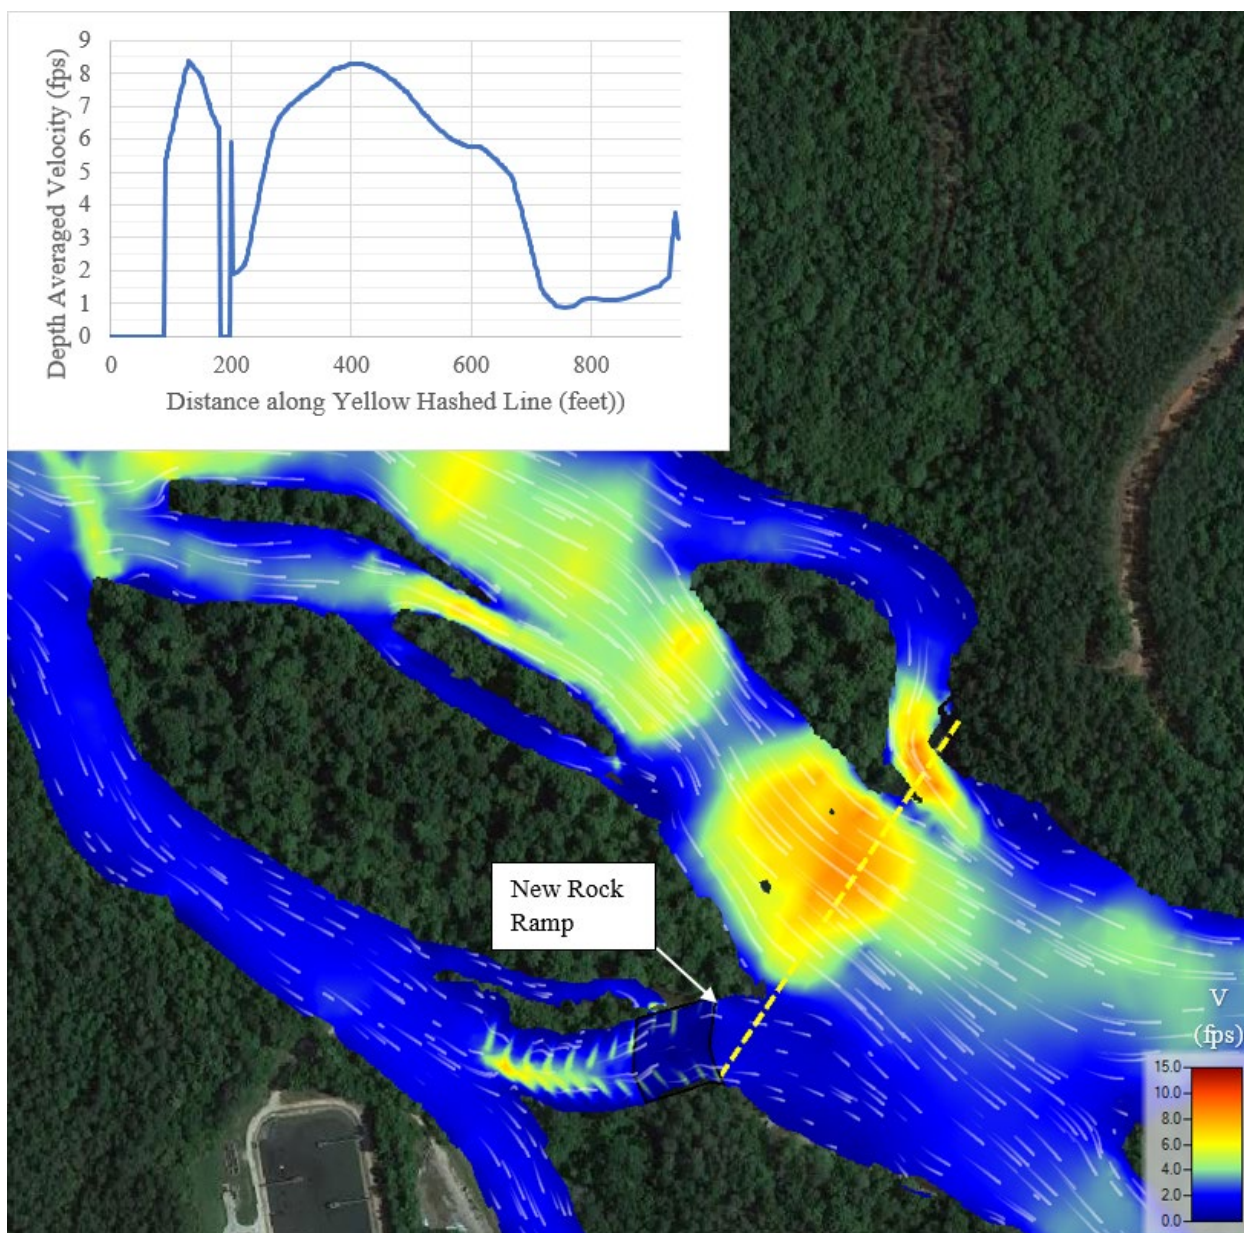 Depth Averaged Velocity (fps)
9
8
7
6
5
4
3
2
1
0
0 200 400 600 800
Distance along Yellow Hashed Line (feet))
New Rock
Ramp
V
(fps)
15.0
10.0
8.0
6.0
4.0
2.0
0.0